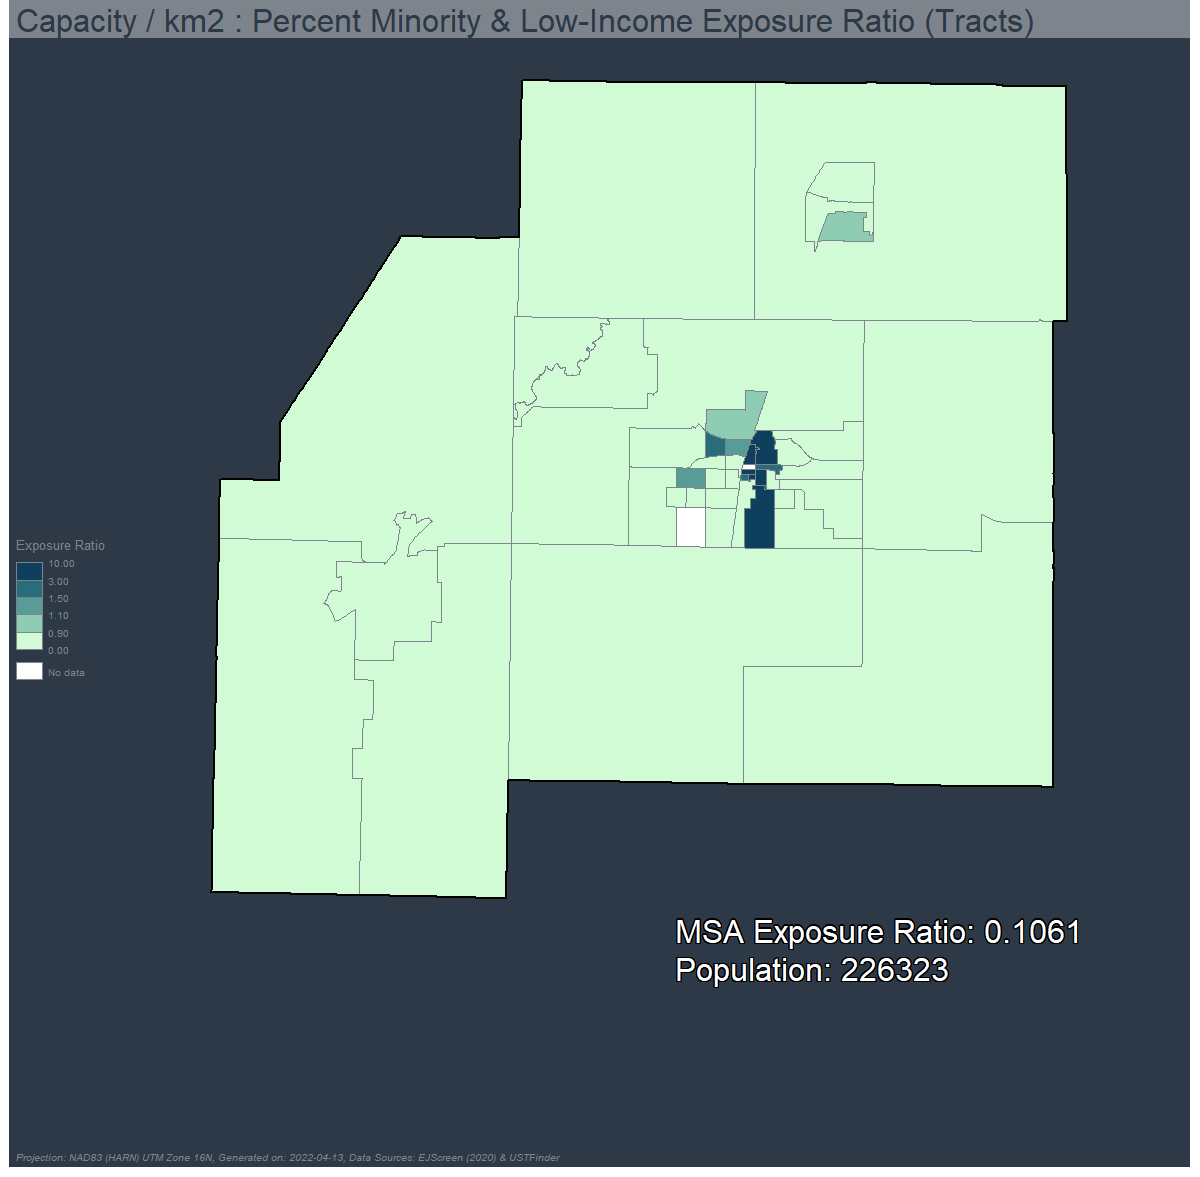 Capacity / km2 : Percent Minority & Low-Income Exposure Ratio (Tracts)
Exposure Ratio
10.00
3.00
1.50
1.10
0.90
0.00
No data
MSA Exposure Ratio: 0.1061
Population: 226323
Projection: NAD83 (HARN) UTM Zone 16N, Generated on: 2022-04-13, Data Sources: EJScreen (2020) & USTFinder